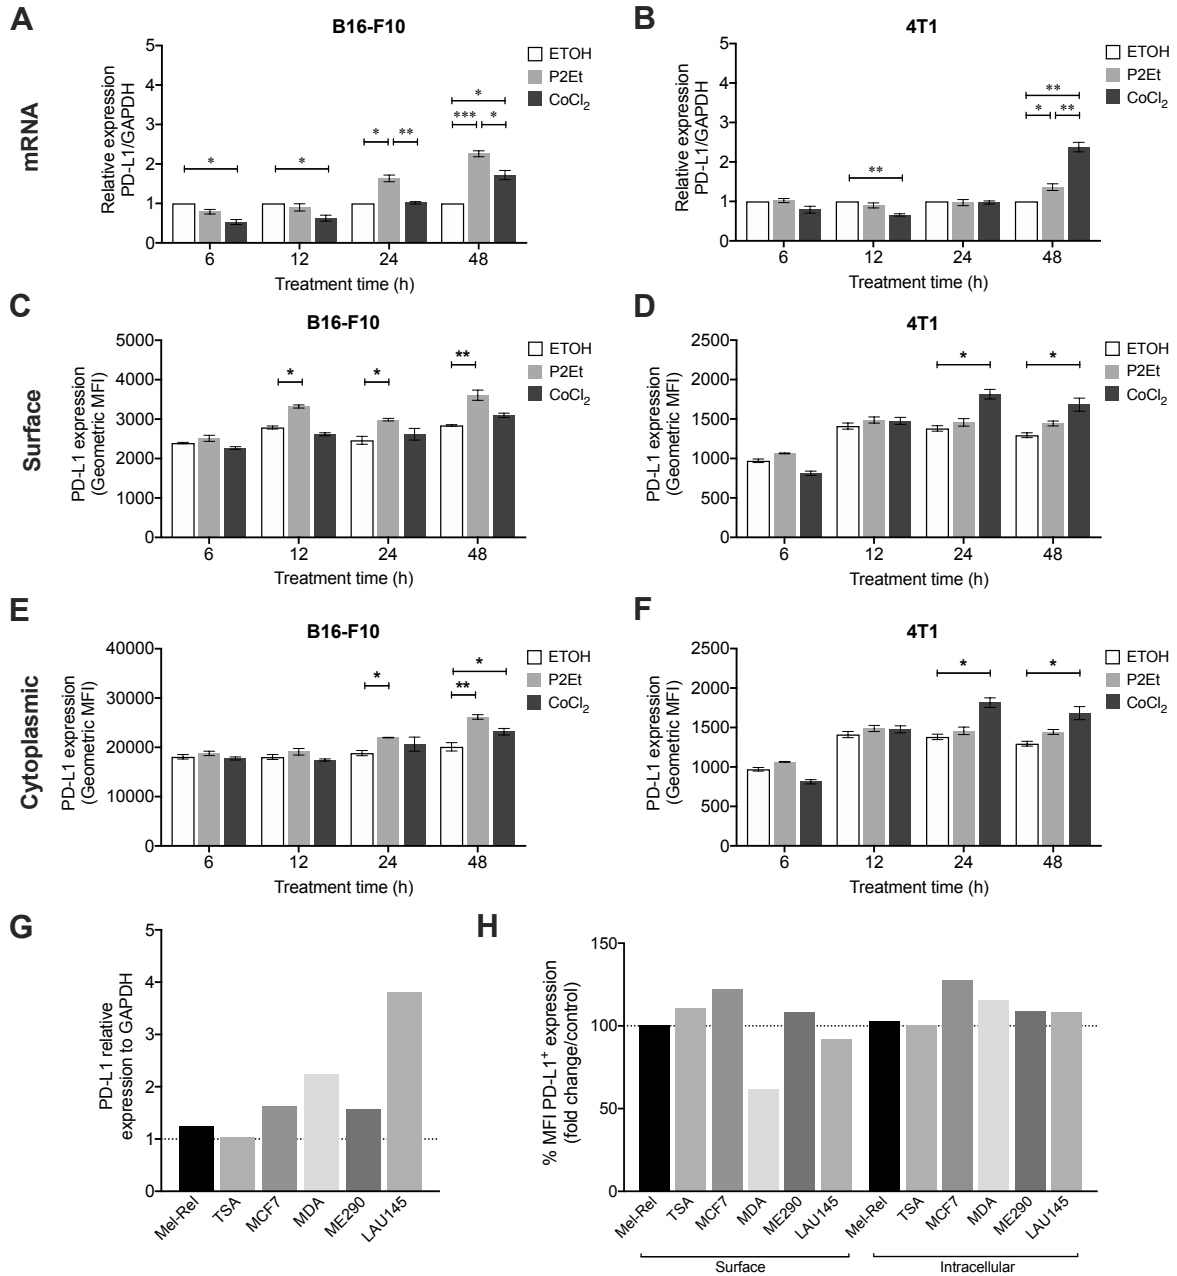 A
B16-F10
mRNA
Relative expression
PD-L1/GAPDH
5
4
3
2
1
0
* * * ** *** * *
6 12 24 48
Treatment time (h)
ETOH
P2Et
CoCl2
B
4T1
Relative expression
PD-L1/GAPDH
5
4
3
2
1
0
** * ** **
6 12 24 48
Treatment time (h)
ETOH
P2Et
CoCl2
C
B16-F10
Surface
PD-L1 expression
(Geometric MFI)
5000
4000
3000
2000
1000
0
* * **
6 12 24 48
Treatment time (h)
ETOH
P2Et
CoCl2
D
4T1
PD-L1 expression
(Geometric MFI)
2500
2000
1500
1000
500
0
* *
6 12 24 48
Treatment time (h)
ETOH
P2Et
CoCl2
E
B16-F10
Cytoplasmic
PD-L1 expression
(Geometric MFI)
40000
30000
20000
10000
0
* ** *
6 12 24 48
Treatment time (h)
ETOH
P2Et
CoCl2
F
4T1
PD-L1 expression
(Geometric MFI)
2500
2000
1500
1000
500
0
* *
6 12 24 48
Treatment time (h)
ETOH
P2Et
CoCl2
G
PD-L1 relative
expression to GAPDH
5
4
3
2
1
0
Mel-Rel TSA MCF7 MDA ME290 LAU145
H
% MFI PD-L1+ expression
(fold change/control)
150
100
50
0
Mel-Rel TSA MCF7 MDA ME290 LAU145 Mel-Rel TSA MCF7 MDA ME290 LAU145
Surface Intracellular